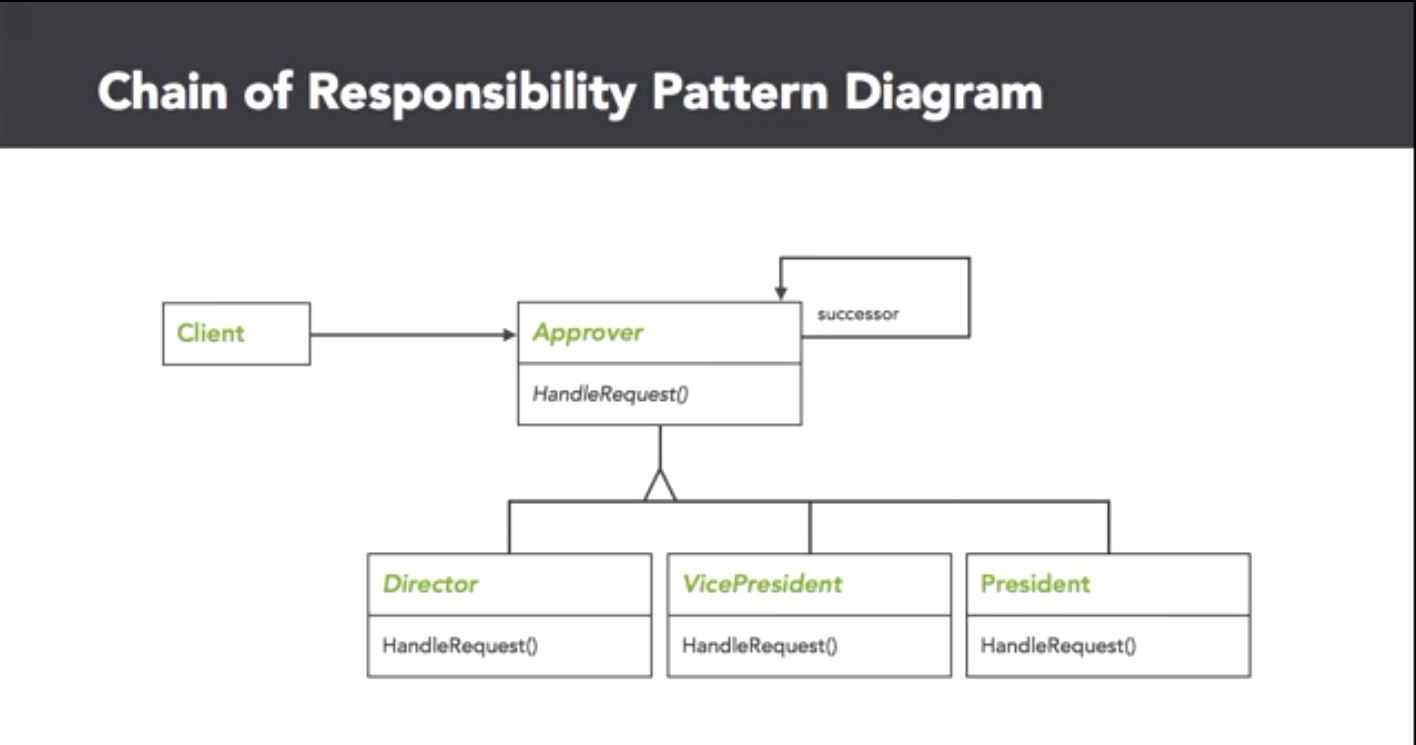 Chain of Responsibility Pattern Diagram
successor
Client
Approver
HandleRequest()
Director
VicePresident
President
HandleRequest()
HandleRequest()
HandleRequest()